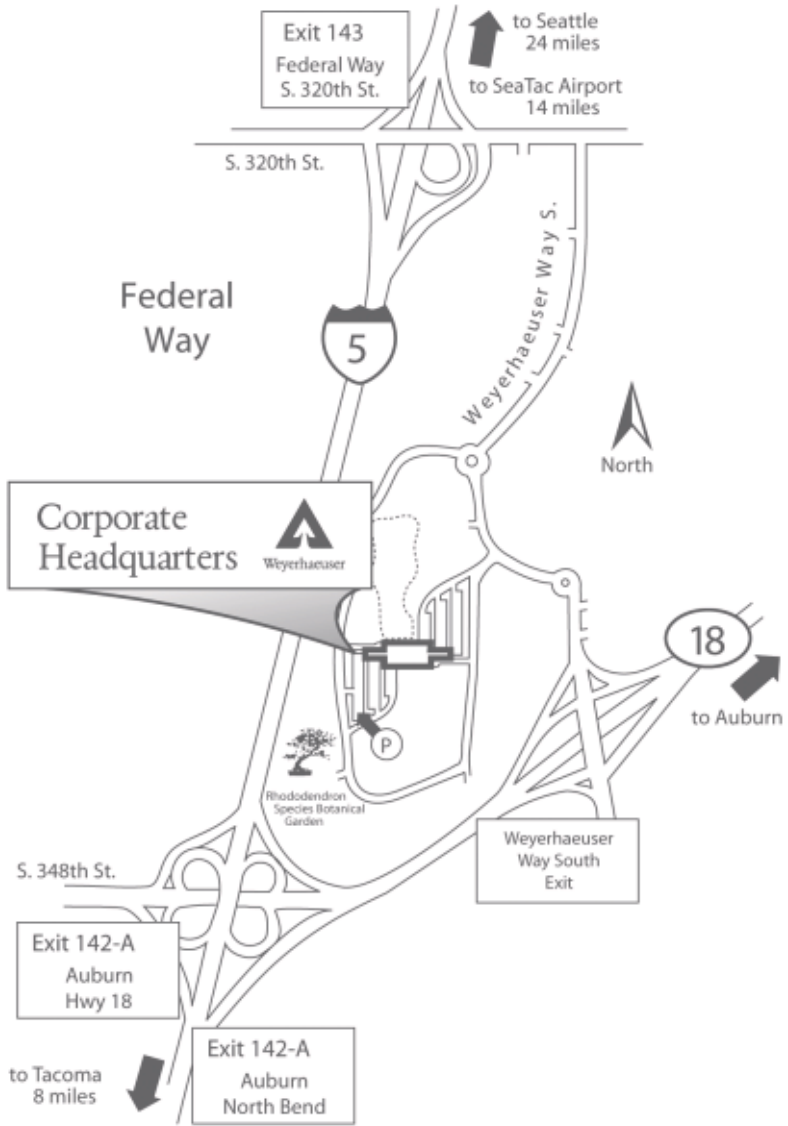 Exit 143
Federal Way
S. 320th St.
to Seattle
24 miles
to SeaTac Airport
14 miles
S. 320th St.
Weyerhaeuser Way S.
Federal
Way
5
North
Corporate
Headquarters
Weyerhaeuser
18
to Auburn
P
Rhododendron
Species Botanical
Garden
Weyerhaeuser
Way South
Exit
S. 348th St.
Exit 142-A
Auburn
Hwy 18
Exit 142-A
Auburn
North Bend
to Tacoma
8 miles